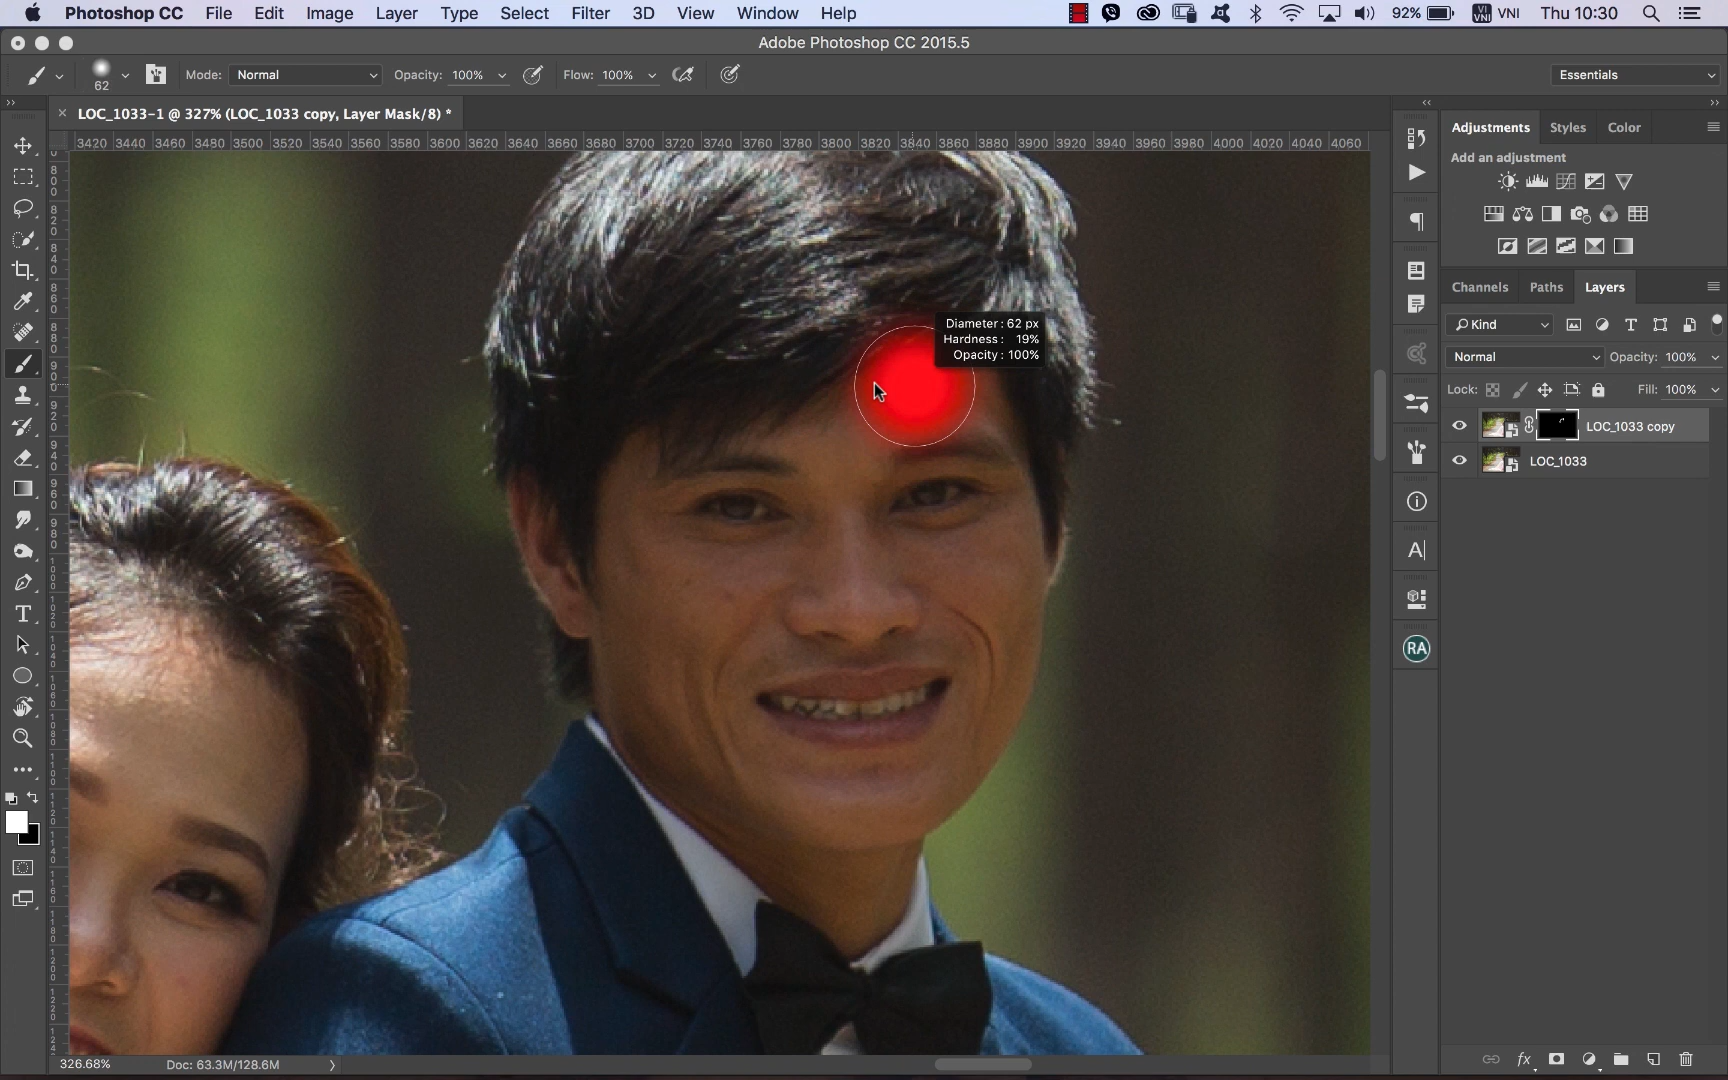 Photoshop CC File Edit Image Layer Type Select Filter 3D View Window Help 92% VI VNI VNI Thu 10:30
Adobe Photoshop CC 2015.5
62 Mode: Normal Opacity: 100% Flow: 100% Essentials
LOC_1033-1 @ 327% (LOC_1033 copy, Layer Mask/8) *
3420 3440 3460 3480 3500 3520 3540 3560 3580 3600 3620 3640 3660 3680 3700 3720 3740 3760 3780 3800 3820 3840 3860 3880 3900 3920 3940 3960 3980 4000 4020 4040 4060
Adjustments Styles Color
Add an adjustment
Channels Paths Layers
Kind
Normal Opacity: 100%
Lock: Fill: 100%
LOC_1033 copy
LOC_1033
Diameter : 62 px
Hardness : 19%
Opacity : 100%
A|
RA
T
326.68% Doc: 63.3M/128.6M
fx